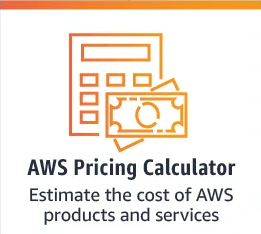 AWS Pricing Calculator
Estimate the cost of AWS
products and services